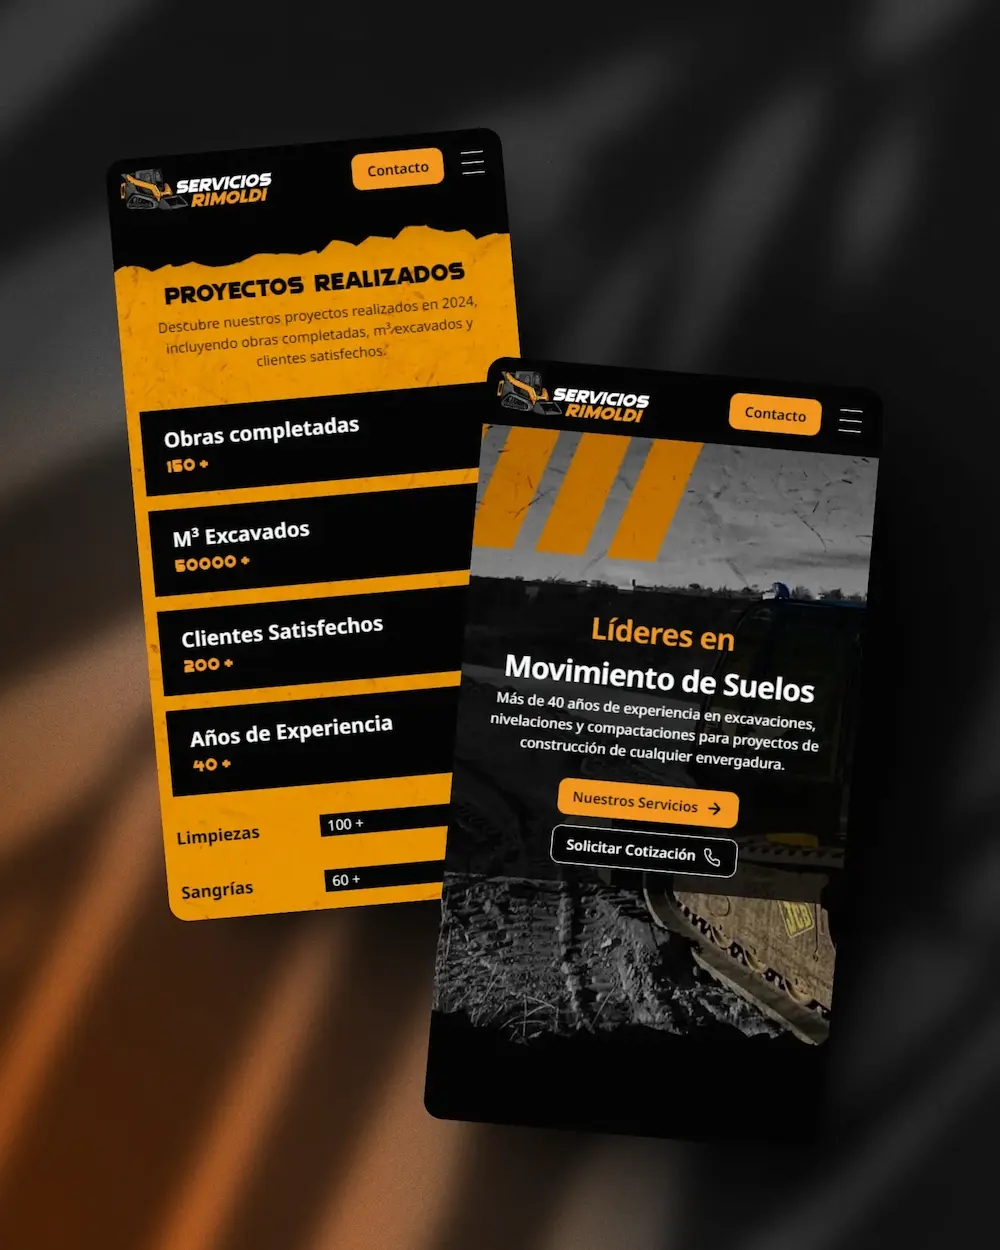 SERVICIOS
RIMOLDI
Contacto
PROYECTOS REALIZADOS
Descubre nuestros proyectos realizados en 2024,
incluyendo obras completadas, m³ excavados y
clientes satisfechos.
Obras completadas
150 +
M³ Excavados
50000 +
Clientes Satisfechos
200 +
Años de Experiencia
40 +
Limpiezas
100 +
Sangrías
60 +
SERVICIOS
RIMOLDI
Contacto
Líderes en
Movimiento de Suelos
Más de 40 años de experiencia en excavaciones,
nivelaciones y compactaciones para proyectos de
construcción de cualquier envergadura.
Nuestros Servicios
Solicitar Cotización
JCB